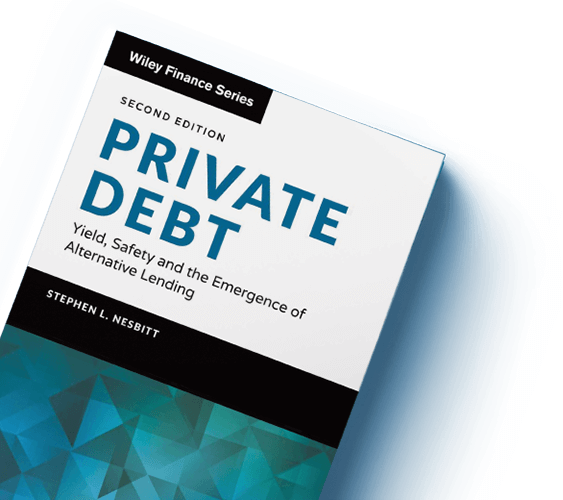 Wiley Finance Series
SECOND EDITION
PRIVATE
DEBT
Yield, Safety and the Emergence of
Alternative Lending
STEPHEN L. NESBITT